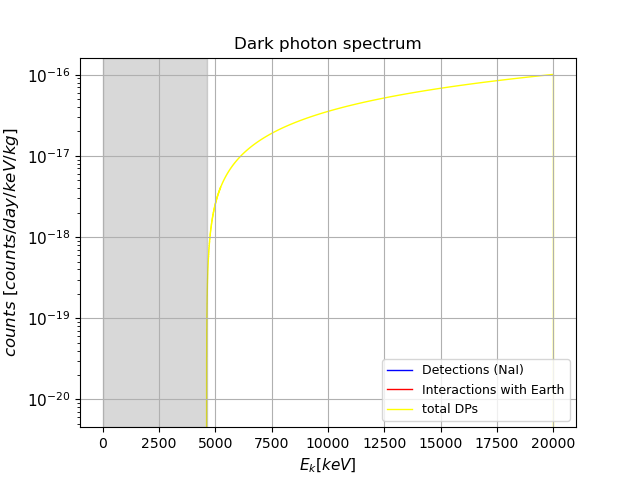 Dark photon spectrum
counts [counts/day/keV/kg]
10⁻¹⁶
10⁻¹⁷
10⁻¹⁸
10⁻¹⁹
10⁻²⁰
Detections (NaI)
Interactions with Earth
total DPs
0 2500 5000 7500 10000 12500 15000 17500 20000
Eₖ[keV]